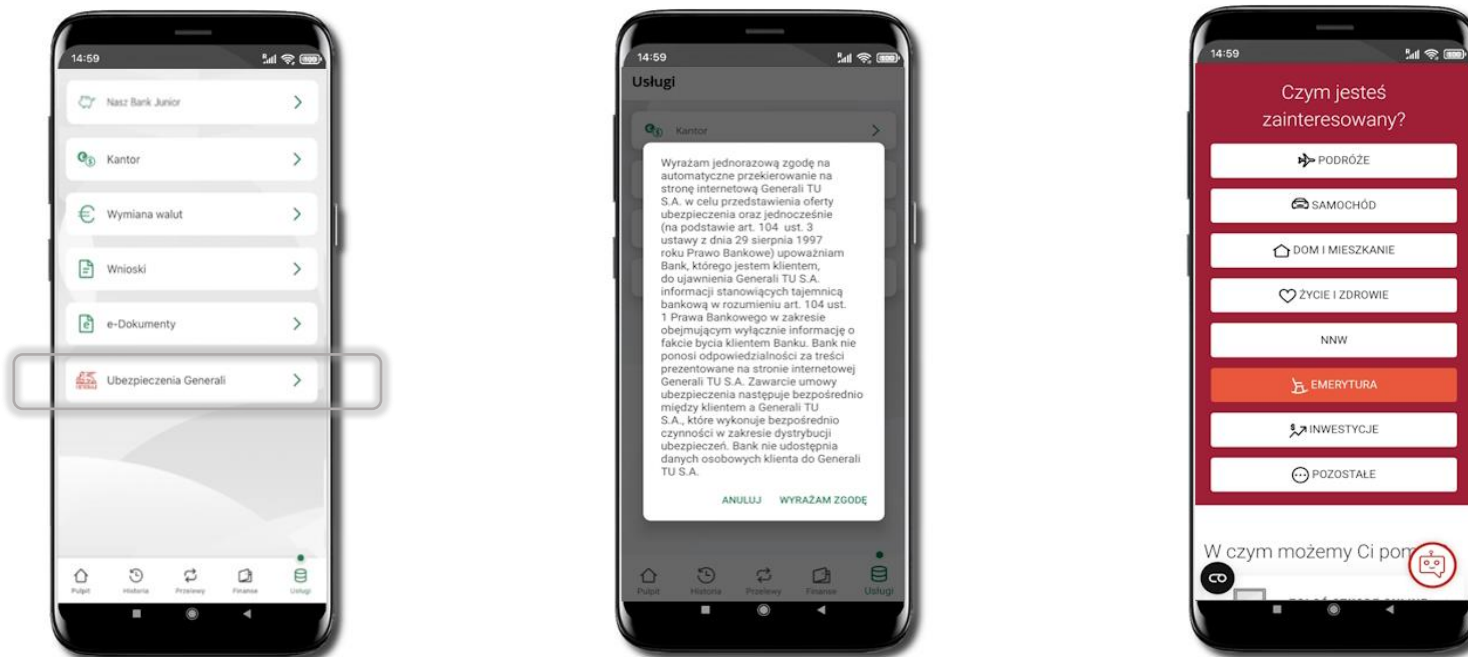 14:59
Nasz Bank Junior
Kantor
Wymiana walut
Wnioski
e-Dokumenty
Ubezpieczenia Generali
Pulpit
Historia
Przelewy
Finanse
Usługi
14:59
Usługi
Kantor
Wyrażam jednorazową zgodę na
automatyczne przekierowanie na
stronę internetową Generali TU
S.A. w celu przedstawienia oferty
ubezpieczenia oraz jednocześnie
(na podstawie art. 104 ust. 3
ustawy z dnia 29 sierpnia 1997
roku Prawo Bankowe) upoważniam
Bank, którego jestem klientem,
do ujawnienia Generali TU S.A.
informacji stanowiących tajemnicą
bankową w rozumieniu art. 104 ust.
1 Prawa Bankowego w zakresie
obejmującym wyłącznie informację o
fakcie bycia klientem Banku. Bank nie
ponosi odpowiedzialności za treści
prezentowane na stronie internetowej
Generali TU S.A. Zawarcie umowy
ubezpieczenia następuje bezpośrednio
między klientem a Generali TU
S.A., które wykonuje bezpośrednio
czynności w zakresie dystrybucji
ubezpieczeń. Bank nie udostępnia
danych osobowych klienta do Generali
TU S.A.
ANULUJ WYRAŻAM ZGODĘ
Pulpit
Historia
Przelewy
Finanse
Usługi
14:59
Czym jesteś
zainteresowany?
PODRÓŻE
SAMOCHÓD
DOM I MIESZKANIE
ŻYCIE I ZDROWIE
NNW
EMERYTURA
INWESTYCJE
POZOSTAŁE
W czym możemy Ci pom